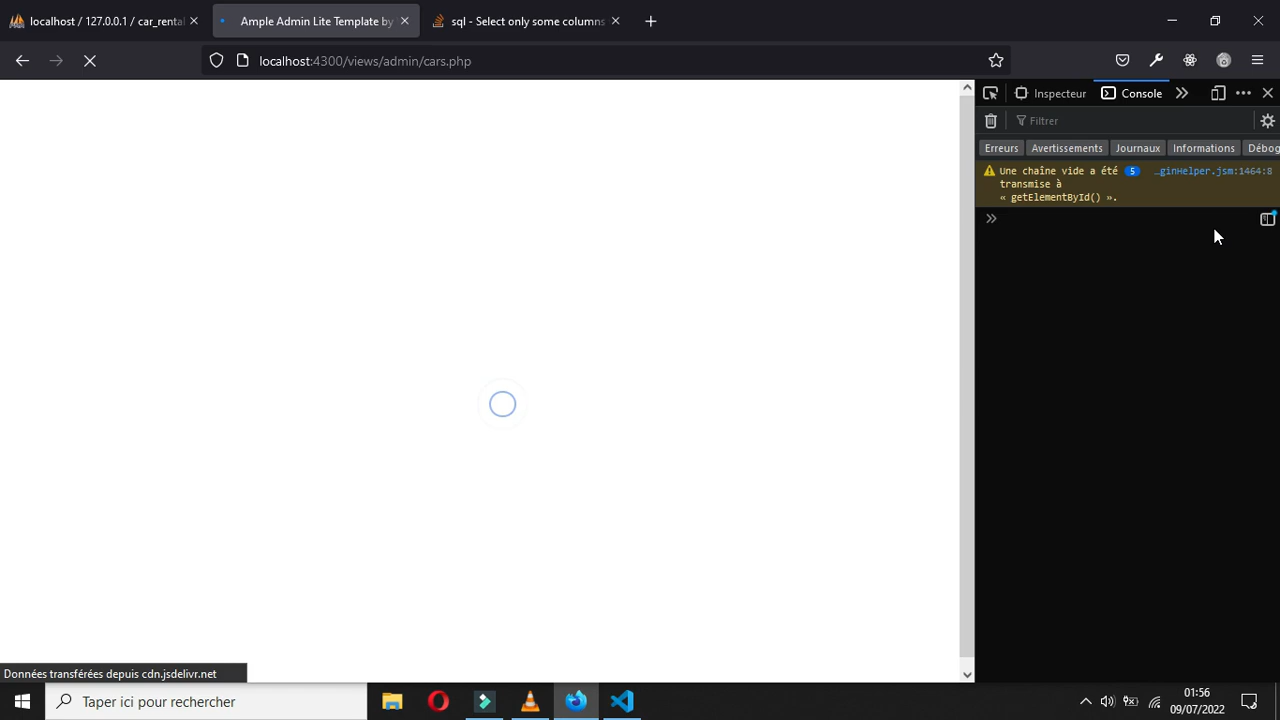 localhost / 127.0.0.1 / car_renta
Ample Admin Lite Template by
sql - Select only some columns
localhost:4300/views/admin/cars.php
Inspecteur
Console
Filtrer
Erreurs
Avertissements
Journaux
Informations
Débog
Une chaîne vide a été 5 …ginHelper.jsm:1464:8
transmise à
« getElementById() ».
Données transférées depuis cdn.jsdelivr.net
Taper ici pour rechercher
01:56
09/07/2022